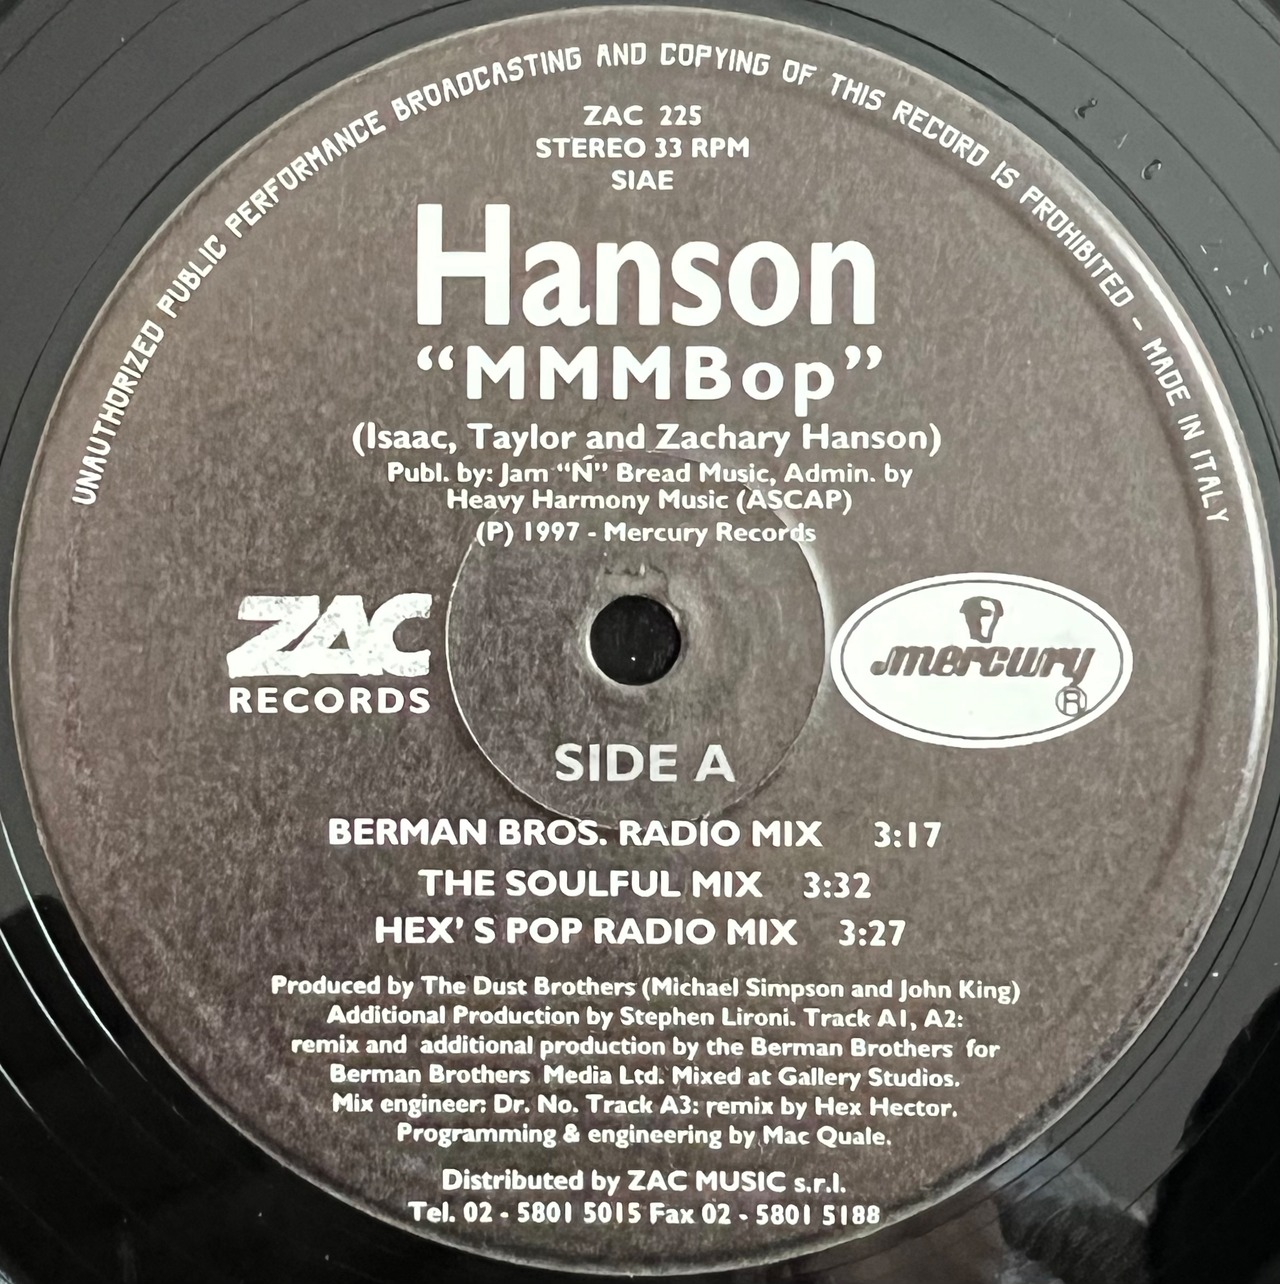 UNAUTHORIZED PUBLIC PERFORMANCE BROADCASTING AND COPYING OF THIS RECORD IS PROHIBITED - MADE IN ITALY
ZAC 225
STEREO 33 RPM
SIAE
Hanson
“MMMBop”
(Isaac, Taylor and Zachary Hanson)
Publ. by: Jam “N” Bread Music, Admin. by
Heavy Harmony Music (ASCAP)
(P) 1997 - Mercury Records
ZAC
RECORDS
mercury
®
SIDE A
BERMAN BROS. RADIO MIX 3:17
THE SOULFUL MIX 3:32
HEX' S POP RADIO MIX 3:27
Produced by The Dust Brothers (Michael Simpson and John King)
Additional Production by Stephen Lironi. Track A1, A2:
remix and additional production by the Berman Brothers for
Berman Brothers Media Ltd. Mixed at Gallery Studios.
Mix engineer: Dr. No. Track A3: remix by Hex Hector.
Programming & engineering by Mac Quale.
Distributed by ZAC MUSIC s.r.l.
Tel. 02 - 5801 5015 Fax 02 - 5801 5188